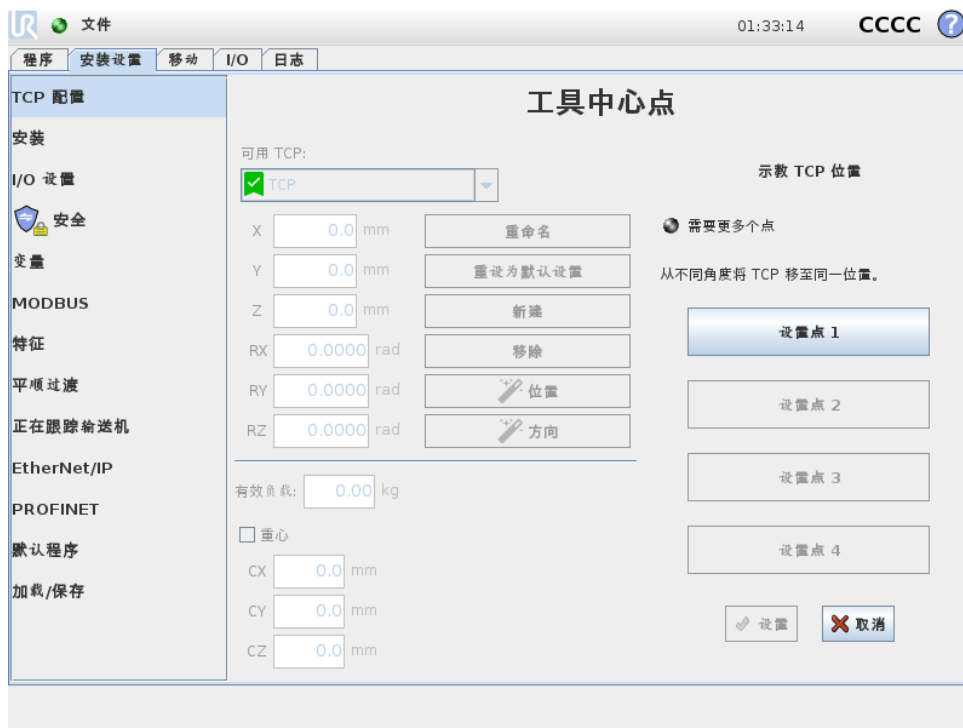 UR 文件 01:33:14 CCCC ?
程序 安装设置 移动 I/O 日志
TCP 配置
安装
I/O 设置
安全
变量
MODBUS
特征
平顺过渡
正在跟踪输送机
EtherNet/IP
PROFINET
默认程序
加载/保存
工具中心点
可用 TCP:
TCP
X 0.0 mm 重命名
Y 0.0 mm 重设为默认设置
Z 0.0 mm 新建
RX 0.0000 rad 移除
RY 0.0000 rad 位置
RZ 0.0000 rad 方向
有效负载: 0.00 kg
重心
CX 0.0 mm
CY 0.0 mm
CZ 0.0 mm
示教 TCP 位置
需要更多个点
从不同角度将 TCP 移至同一位置。
设置点 1
设置点 2
设置点 3
设置点 4
设置 取消